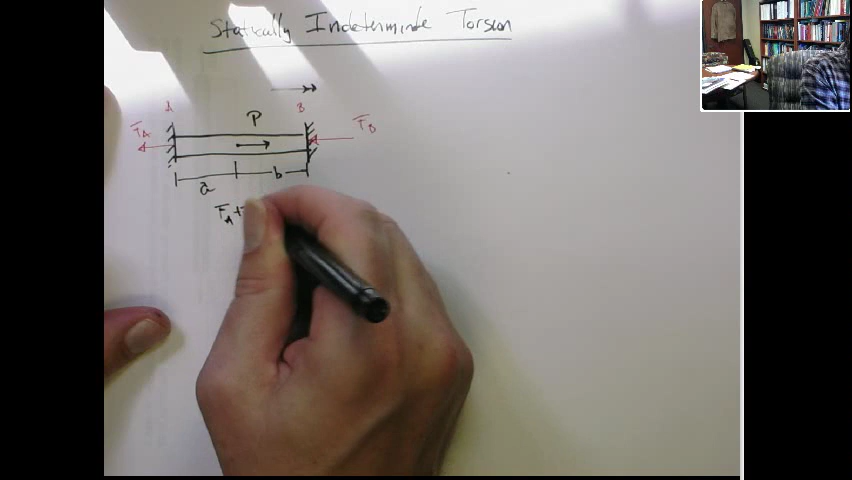 Statically Indeterminate Torsion
A B
P
F_A F_B
a b
F_A +